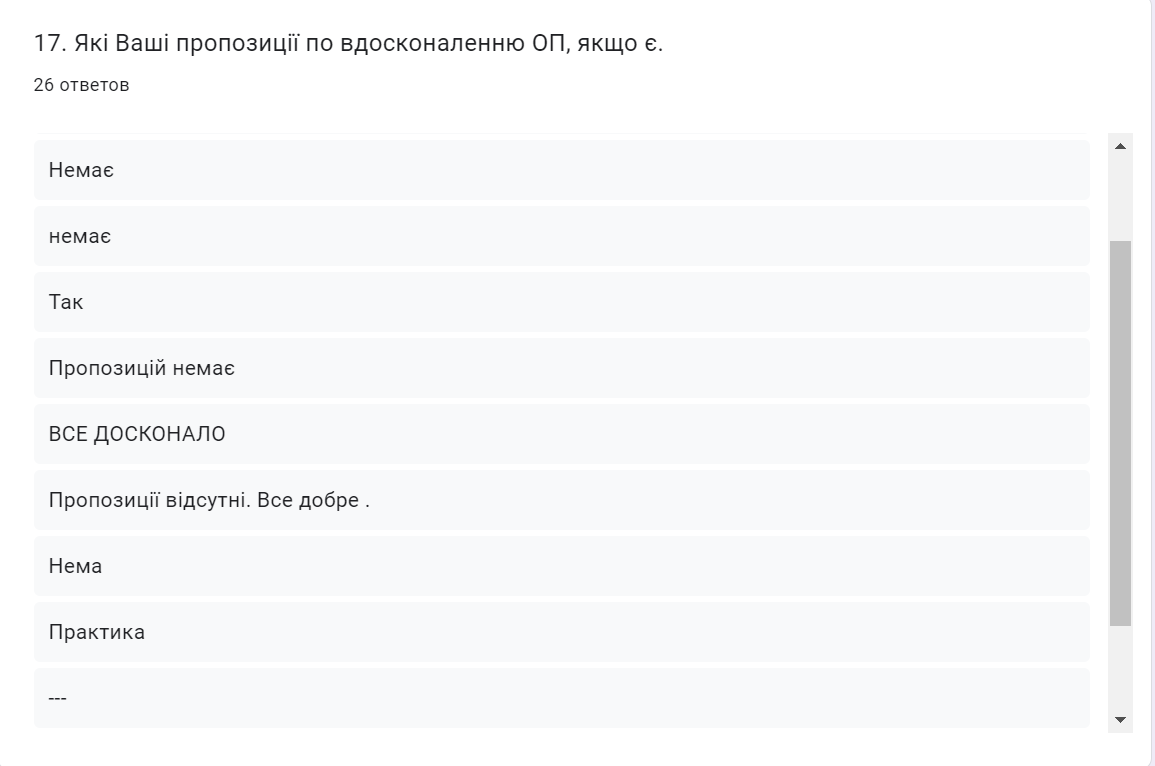 17. Які Ваші пропозиції по вдосконаленню ОП, якщо є.
26 ответов
Немає
немає
Так
Пропозицій немає
ВСЕ ДОСКОНАЛО
Пропозиції відсутні. Все добре .
Нема
Практика
---